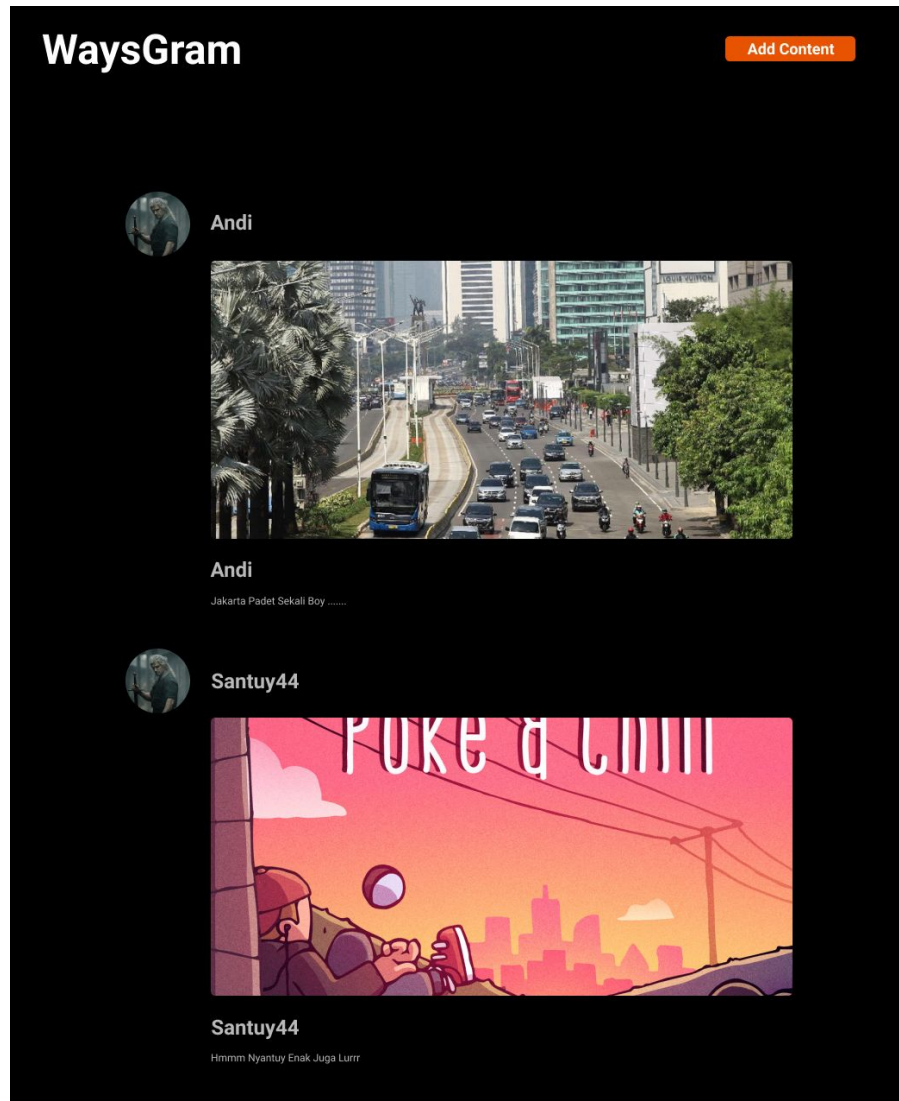 WaysGram
Add Content
Andi
Andi
Jakarta Padet Sekali Boy .......
Santuy44
POKE & CHILL
Santuy44
Hmmm Nyantuy Enak Juga Lurrr